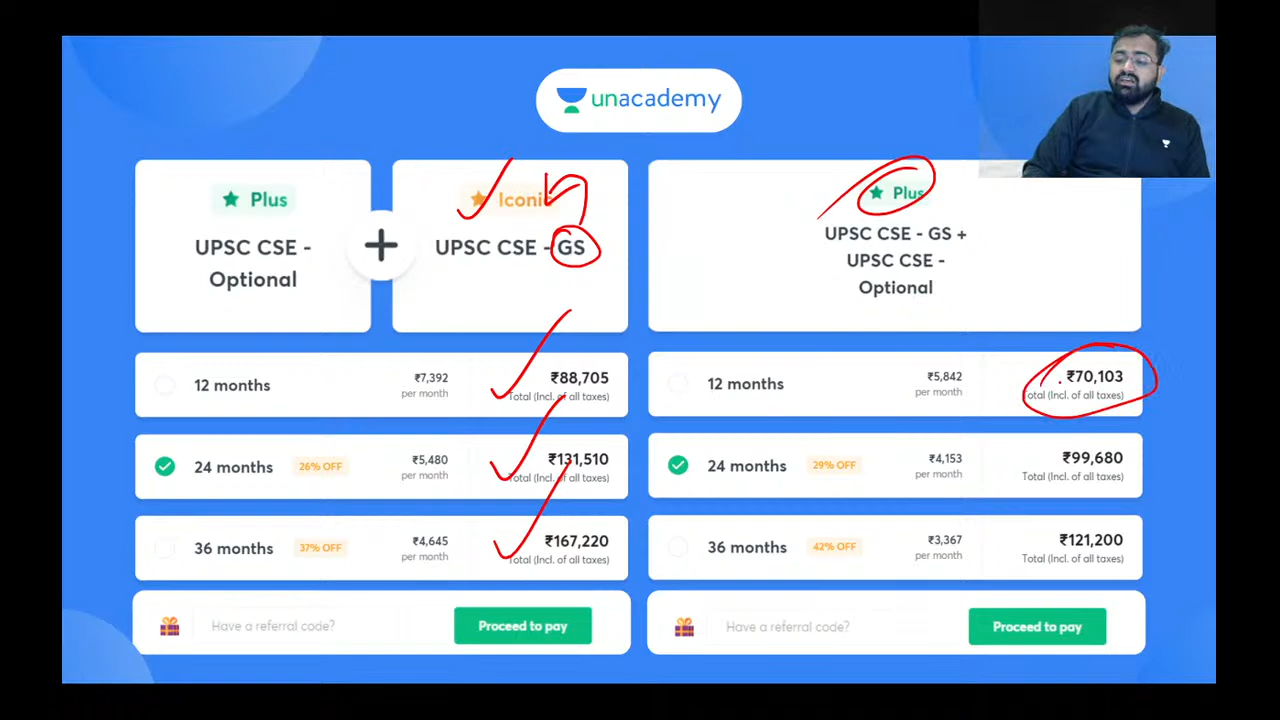 unacademy
Plus
UPSC CSE -
Optional
+
Iconic
UPSC CSE - GS
Plus
UPSC CSE - GS +
UPSC CSE -
Optional
12 months ₹7,392 per month ₹88,705 Total (Incl. of all taxes)
24 months 26% OFF ₹5,480 per month ₹131,510 Total (Incl. of all taxes)
36 months 37% OFF ₹4,645 per month ₹167,220 Total (Incl. of all taxes)
Have a referral code? Proceed to pay
12 months ₹5,842 per month ₹70,103 Total (Incl. of all taxes)
24 months 29% OFF ₹4,153 per month ₹99,680 Total (Incl. of all taxes)
36 months 42% OFF ₹3,367 per month ₹121,200 Total (Incl. of all taxes)
Have a referral code? Proceed to pay